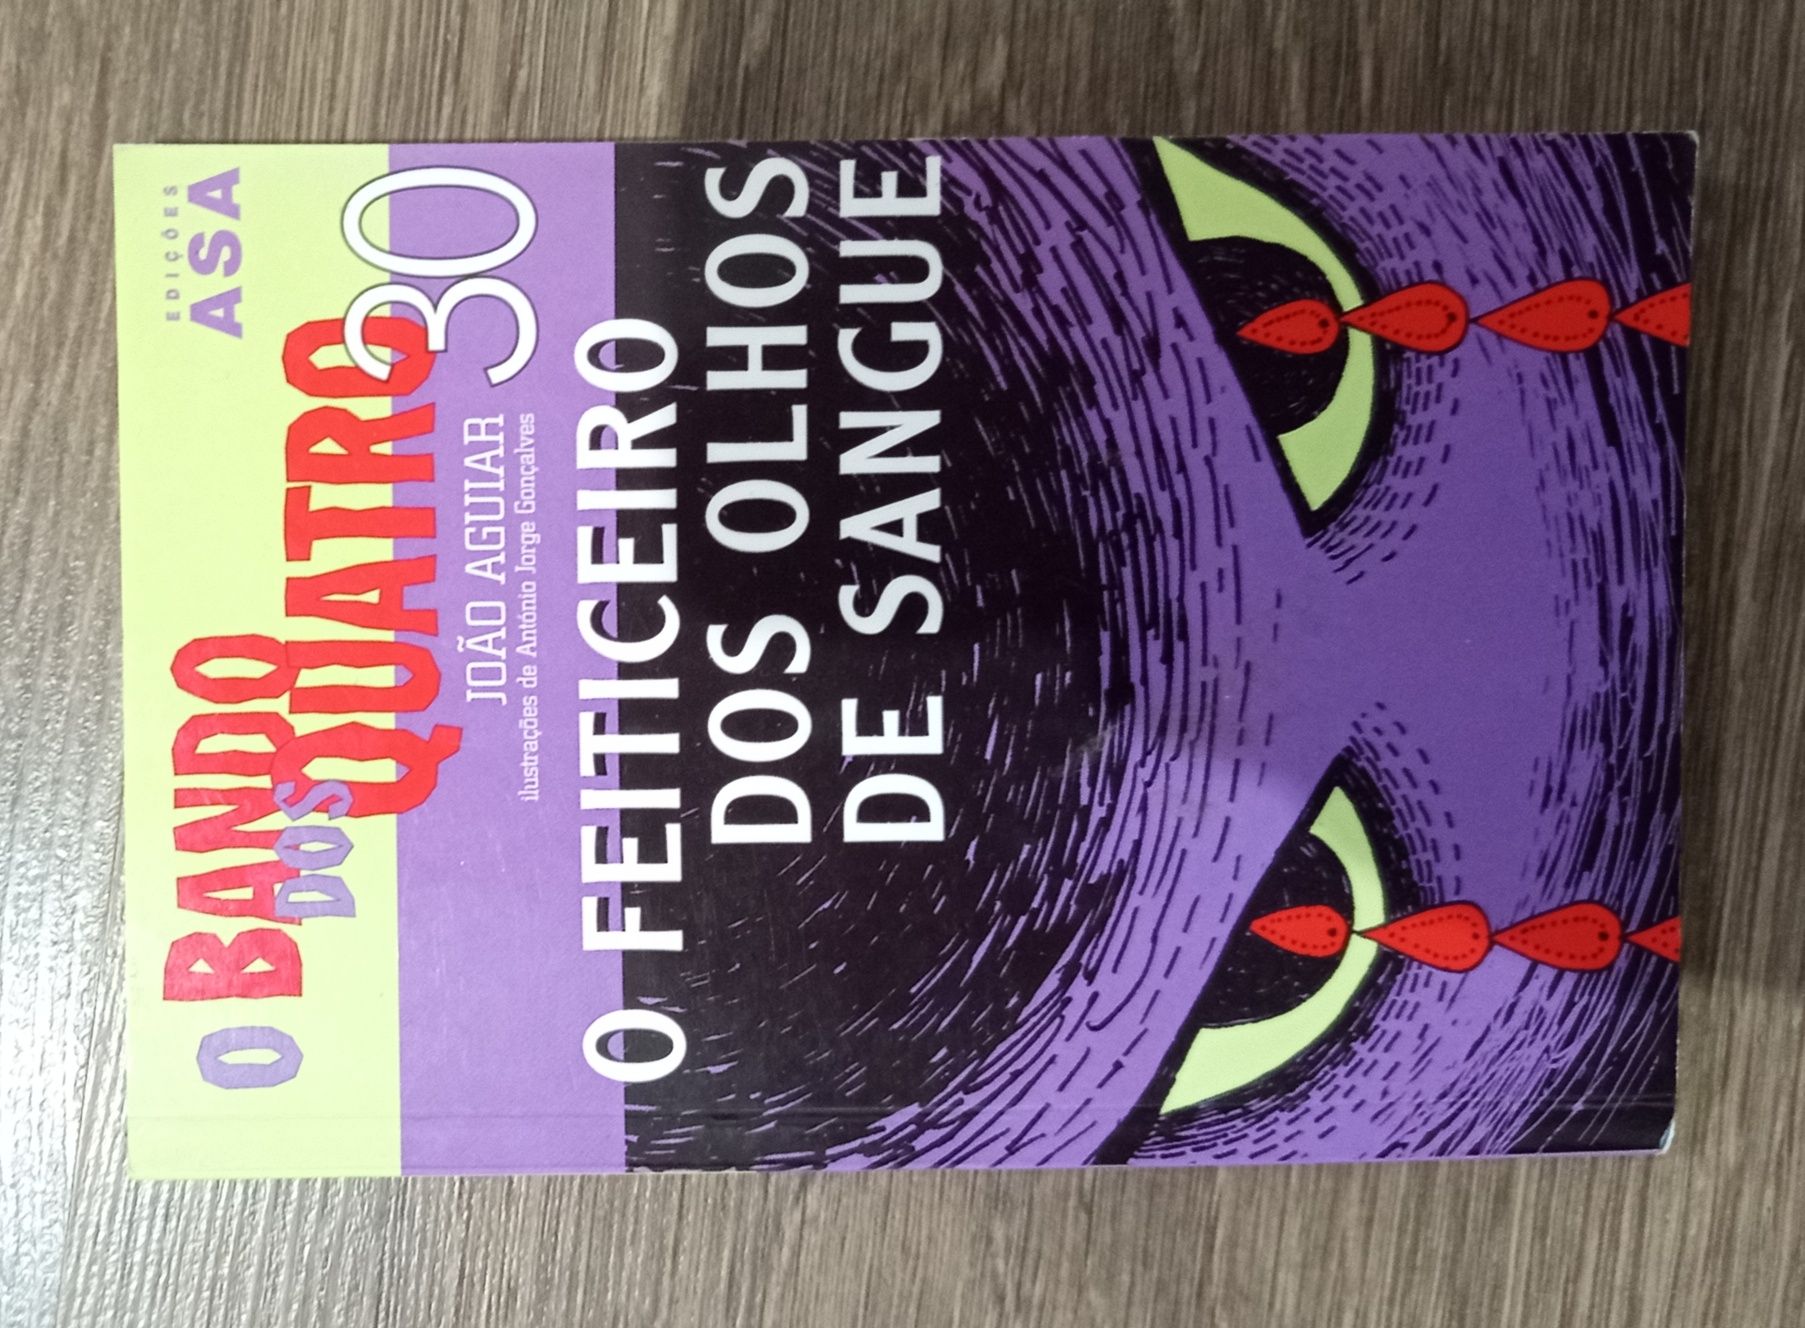 EDIÇÕES
ASA
O BANDO
DOS
QUATRO
30
JOÃO AGUIAR
ilustrações de António Jorge Gonçalves
O FEITICEIRO
DOS OLHOS
DE SANGUE